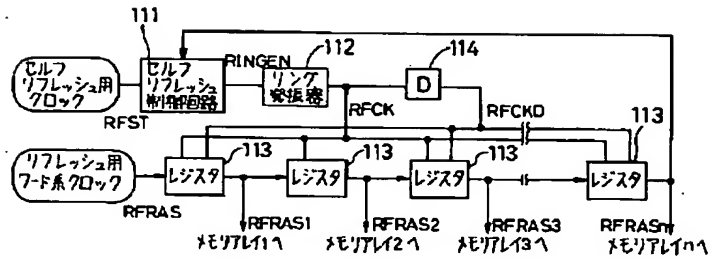 111
112
114
セルフ
リフレッシュ用
クロック
RFST
セルフ
リフレッシュ
制御回路
RINGEN
リング
発振器
D
RFCK
RFCKD
113
113
113
113
リフレッシュ用
ワード系クロック
RFRAS
レジスタ
レジスタ
レジスタ
レジスタ
RFRAS1
メモリアレイ1へ
RFRAS2
メモリアレイ2へ
RFRAS3
メモリアレイ3へ
RFRASn
メモリアレイnへ